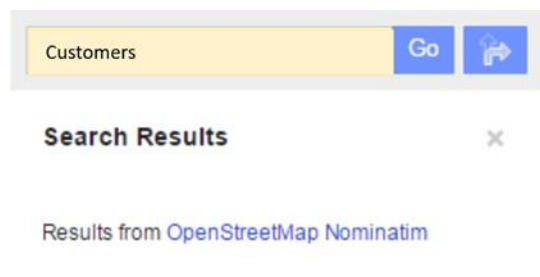 Customers Go
Search Results ×
Results from OpenStreetMap Nominatim